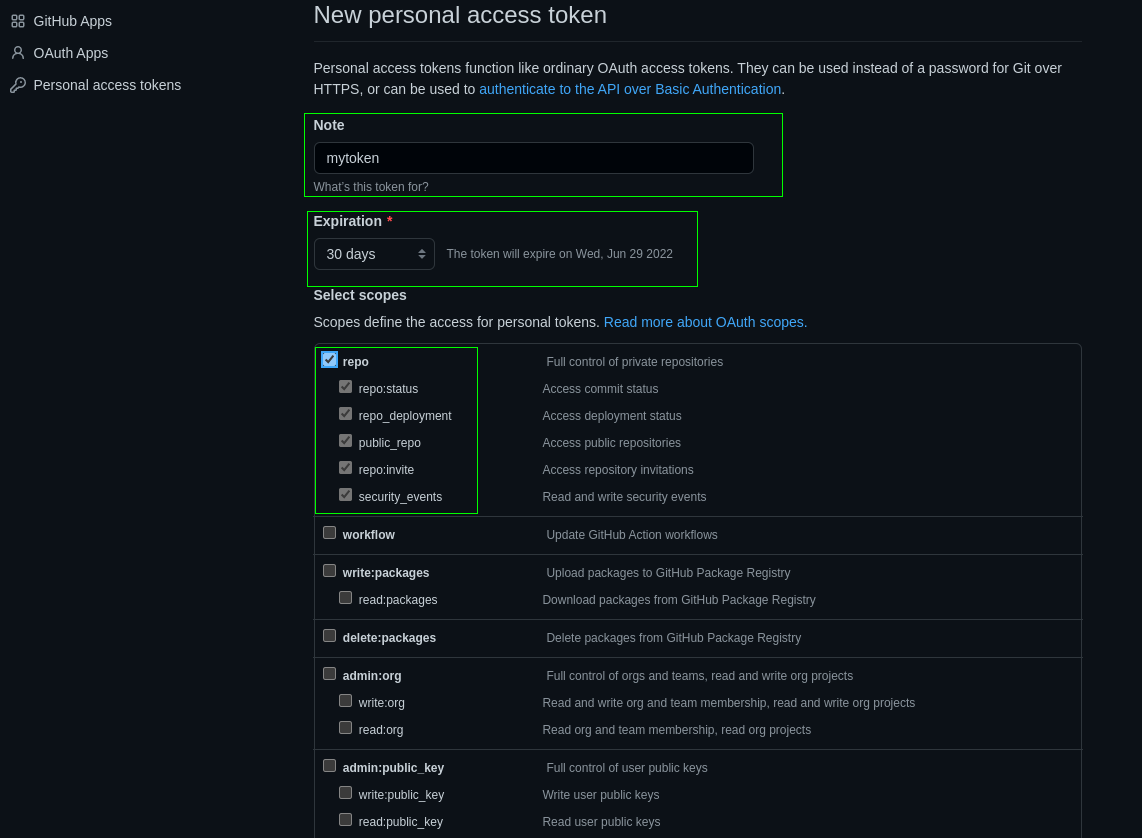 GitHub Apps
OAuth Apps
Personal access tokens
New personal access token
Personal access tokens function like ordinary OAuth access tokens. They can be used instead of a password for Git over
HTTPS, or can be used to authenticate to the API over Basic Authentication.
Note
mytoken
What's this token for?
Expiration *
30 days The token will expire on Wed, Jun 29 2022
Select scopes
Scopes define the access for personal tokens. Read more about OAuth scopes.
repo Full control of private repositories
repo:status Access commit status
repo_deployment Access deployment status
public_repo Access public repositories
repo:invite Access repository invitations
security_events Read and write security events
workflow Update GitHub Action workflows
write:packages Upload packages to GitHub Package Registry
read:packages Download packages from GitHub Package Registry
delete:packages Delete packages from GitHub Package Registry
admin:org Full control of orgs and teams, read and write org projects
write:org Read and write org and team membership, read and write org projects
read:org Read org and team membership, read org projects
admin:public_key Full control of user public keys
write:public_key Write user public keys
read:public_key Read user public keys